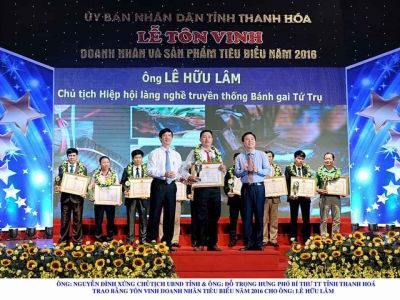 ỦY BAN NHÂN DÂN TỈNH THANH HÓA
LỄ TÔN VINH
DOANH NHÂN VÀ SẢN PHẨM TIÊU BIỂU NĂM 2016
Ông LÊ HỮU LÂM
Chủ tịch Hiệp hội làng nghề truyền thống Bánh gai Tứ Trụ
ÔNG: NGUYỄN ĐÌNH XỨNG CHỦ TỊCH UBND TỈNH & ÔNG: ĐỖ TRỌNG HƯNG PHÓ BÍ THƯ TT TỈNH THANH HOÁ
TRAO BẰNG TÔN VINH DOANH NHÂN TIÊU BIỂU NĂM 2016 CHO ÔNG: LÊ HỮU LÂM